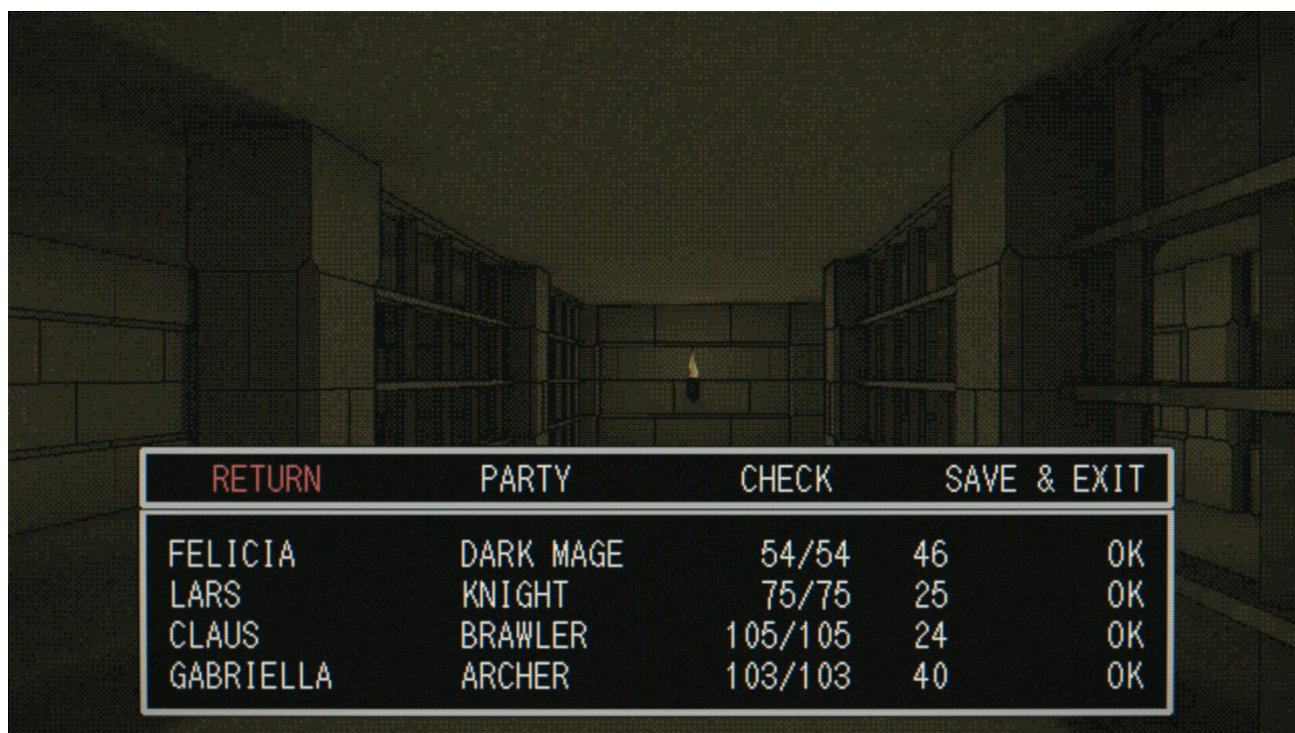 RETURN PARTY CHECK SAVE & EXIT
FELICIA DARK MAGE 54/54 46 OK
LARS KNIGHT 75/75 25 OK
CLAUS BRAWLER 105/105 24 OK
GABRIELLA ARCHER 103/103 40 OK